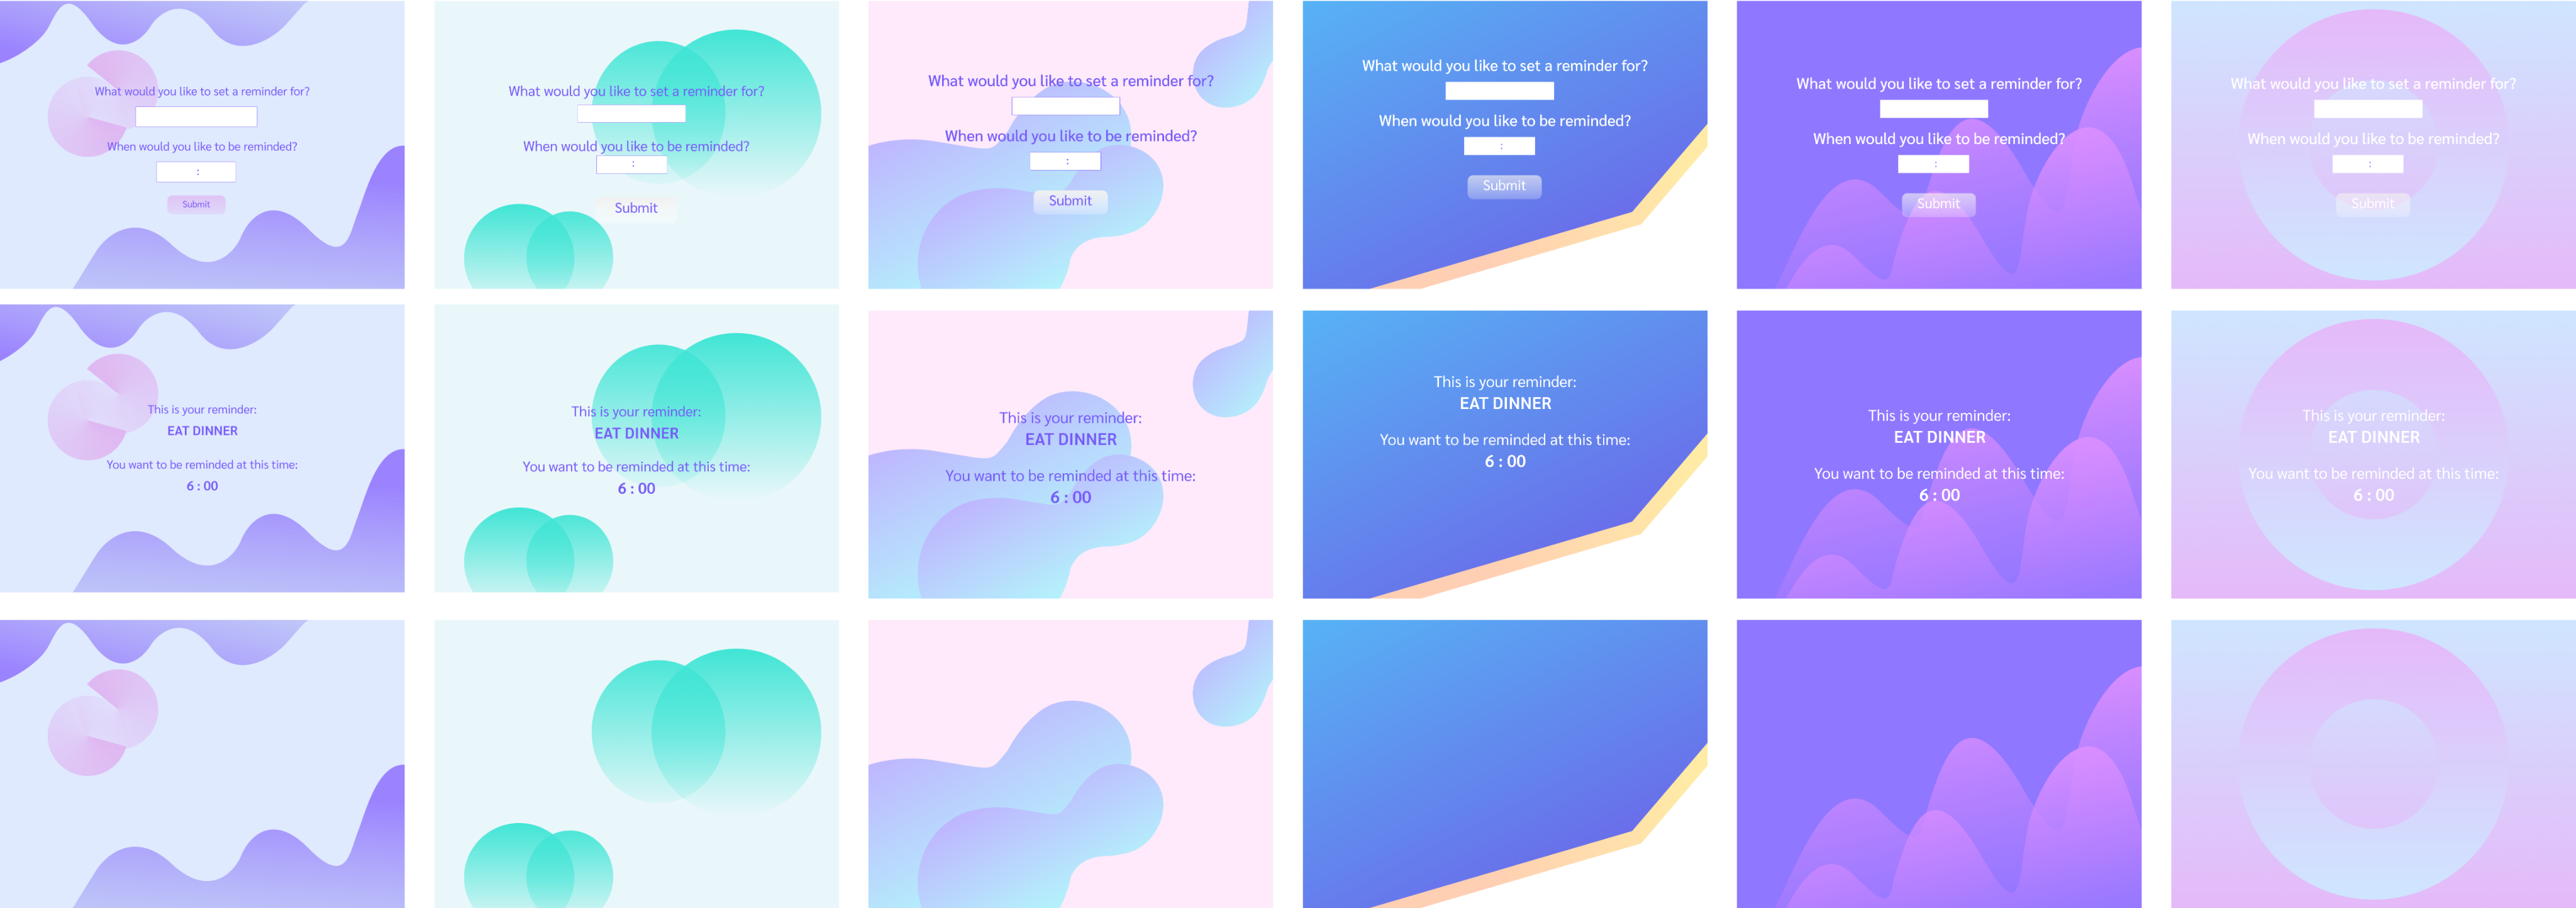 What would you like to set a reminder for?
When would you like to be reminded?
:
Submit
What would you like to set a reminder for?
When would you like to be reminded?
:
Submit
What would you like to set a reminder for?
When would you like to be reminded?
:
Submit
What would you like to set a reminder for?
When would you like to be reminded?
:
Submit
What would you like to set a reminder for?
When would you like to be reminded?
:
Submit
What would you like to set a reminder for?
When would you like to be reminded?
:
Submit
This is your reminder:
EAT DINNER
You want to be reminded at this time:
6 : 00
This is your reminder:
EAT DINNER
You want to be reminded at this time:
6 : 00
This is your reminder:
EAT DINNER
You want to be reminded at this time:
6 : 00
This is your reminder:
EAT DINNER
You want to be reminded at this time:
6 : 00
This is your reminder:
EAT DINNER
You want to be reminded at this time:
6 : 00
This is your reminder:
EAT DINNER
You want to be reminded at this time:
6 : 00